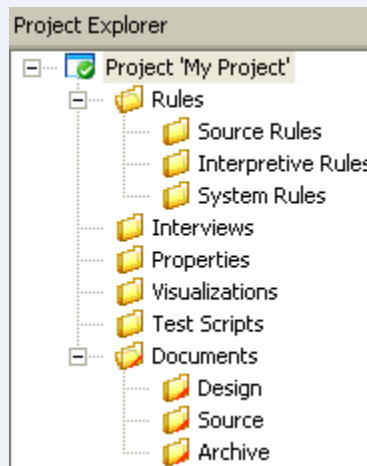 Project Explorer
Project 'My Project'
Rules
Source Rules
Interpretive Rules
System Rules
Interviews
Properties
Visualizations
Test Scripts
Documents
Design
Source
Archive